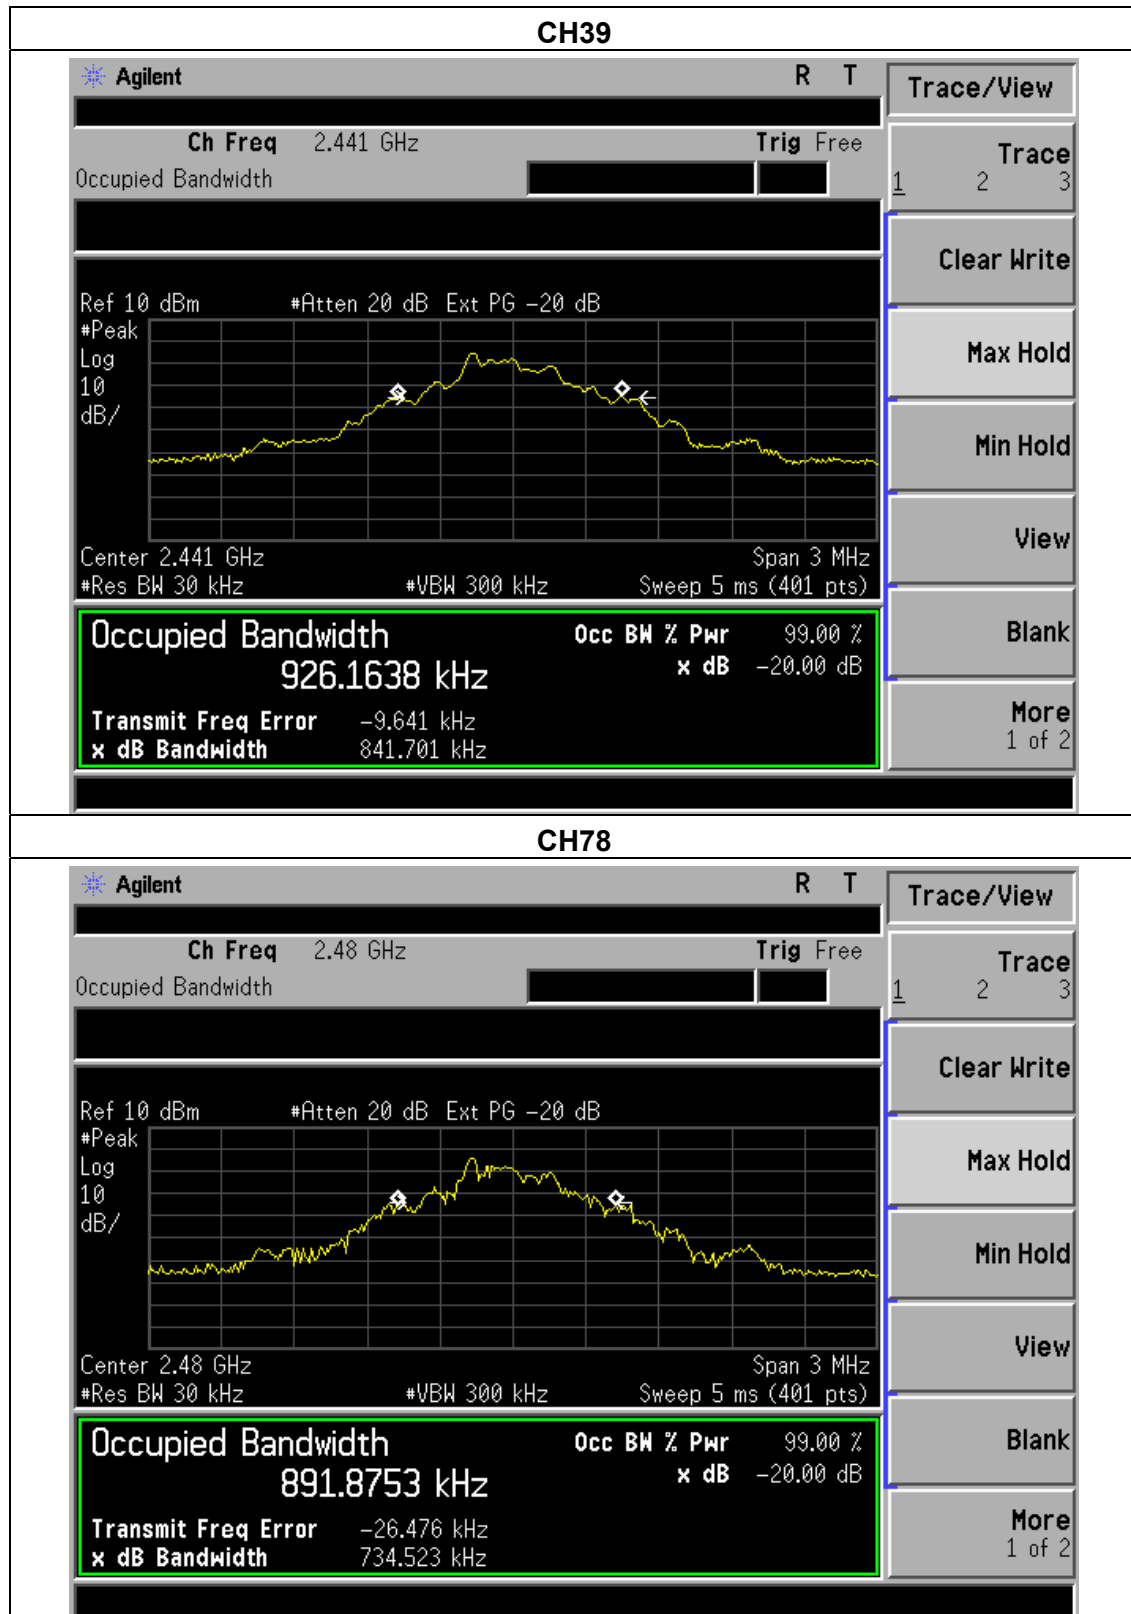 CH39
Agilent R T
Trace/View
Ch Freq 2.441 GHz Trig Free
Occupied Bandwidth
Trace
1 2 3
Clear Write
Ref 10 dBm #Atten 20 dB Ext PG -20 dB
#Peak
Log
10
dB/
Max Hold
Min Hold
Center 2.441 GHz Span 3 MHz
#Res BW 30 kHz #VBW 300 kHz Sweep 5 ms (401 pts)
View
Occupied Bandwidth Occ BW % Pwr 99.00 %
926.1638 kHz x dB -20.00 dB
Blank
Transmit Freq Error -9.641 kHz
x dB Bandwidth 841.701 kHz
More
1 of 2
CH78
Agilent R T
Trace/View
Ch Freq 2.48 GHz Trig Free
Occupied Bandwidth
Trace
1 2 3
Clear Write
Ref 10 dBm #Atten 20 dB Ext PG -20 dB
#Peak
Log
10
dB/
Max Hold
Min Hold
Center 2.48 GHz Span 3 MHz
#Res BW 30 kHz #VBW 300 kHz Sweep 5 ms (401 pts)
View
Occupied Bandwidth Occ BW % Pwr 99.00 %
891.8753 kHz x dB -20.00 dB
Blank
Transmit Freq Error -26.476 kHz
x dB Bandwidth 734.523 kHz
More
1 of 2